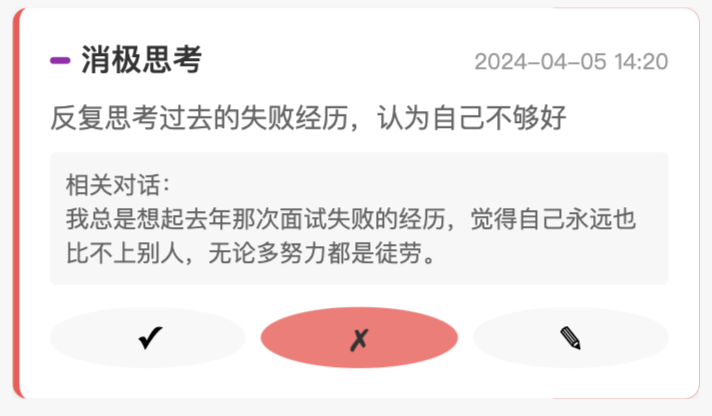 消极思考
2024-04-05 14:20
反复思考过去的失败经历，认为自己不够好
相关对话：
我总是想起去年那次面试失败的经历，觉得自己永远也
比不上别人，无论多努力都是徒劳。
✓ ✗ ✎